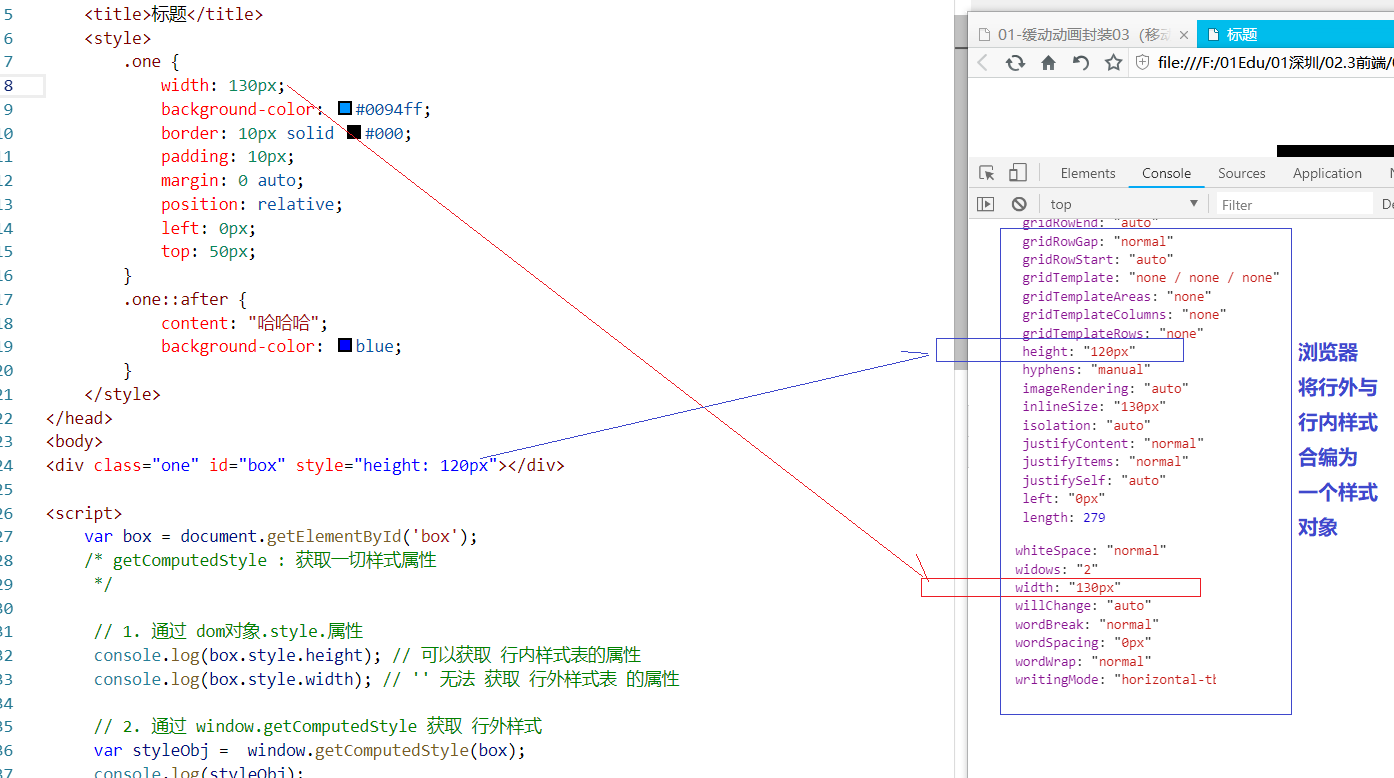 5 <title>标题</title>
6 <style>
7 .one {
8 width: 130px;
9 background-color: #0094ff;
10 border: 10px solid #000;
11 padding: 10px;
12 margin: 0 auto;
13 position: relative;
14 left: 0px;
15 top: 50px;
16 }
17 .one::after {
18 content: "哈哈哈";
19 background-color: blue;
20 }
21 </style>
22 </head>
23 <body>
24 <div class="one" id="box" style="height: 120px"></div>
25
26 <script>
27 var box = document.getElementById('box');
28 /* getComputedStyle : 获取一切样式属性
29 */
30
31 // 1. 通过 dom对象.style.属性
32 console.log(box.style.height); // 可以获取 行内样式表的属性
33 console.log(box.style.width); // '' 无法 获取 行外样式表 的属性
34
35 // 2. 通过 window.getComputedStyle 获取 行外样式
36 var styleObj = window.getComputedStyle(box);
37 console.log(styleObj);
01-缓动动画封装03（移动 × 标题
file:///F:/01Edu/01深圳/02.3前端/
Elements Console Sources Application
top Filter De
gridRowEnd: "auto"
gridRowGap: "normal"
gridRowStart: "auto"
gridTemplate: "none / none / none"
gridTemplateAreas: "none"
gridTemplateColumns: "none"
gridTemplateRows: "none"
height: "120px"
hyphens: "manual"
imageRendering: "auto"
inlineSize: "130px"
isolation: "auto"
justifyContent: "normal"
justifyItems: "normal"
justifySelf: "auto"
left: "0px"
length: 279
whiteSpace: "normal"
widows: "2"
width: "130px"
willChange: "auto"
wordBreak: "normal"
wordSpacing: "0px"
wordWrap: "normal"
writingMode: "horizontal-tb
浏览器
将行外与
行内样式
合编为
一个样式
对象